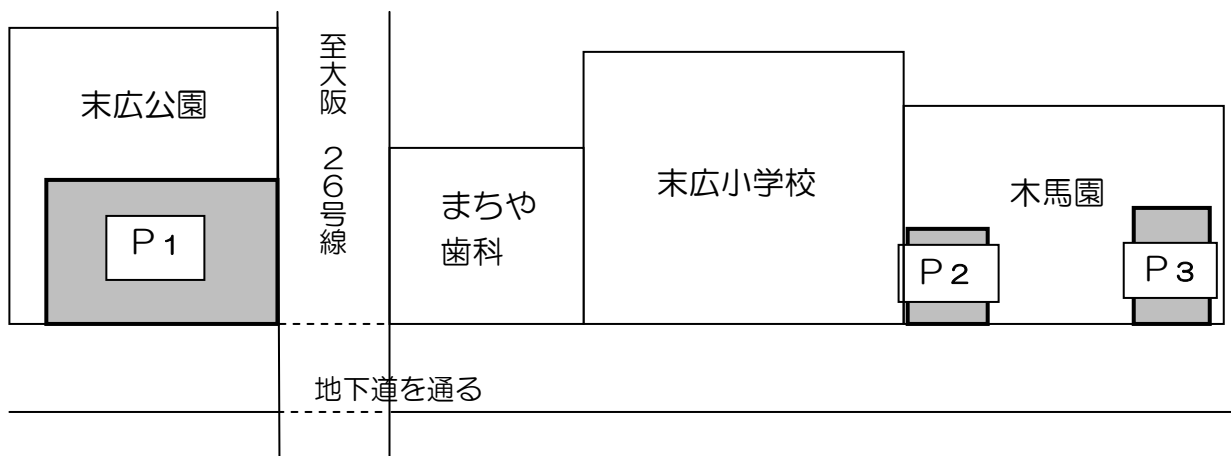 末広公園
P1
至大阪 26号線
まちや
歯科
末広小学校
木馬園
P2
P3
地下道を通る